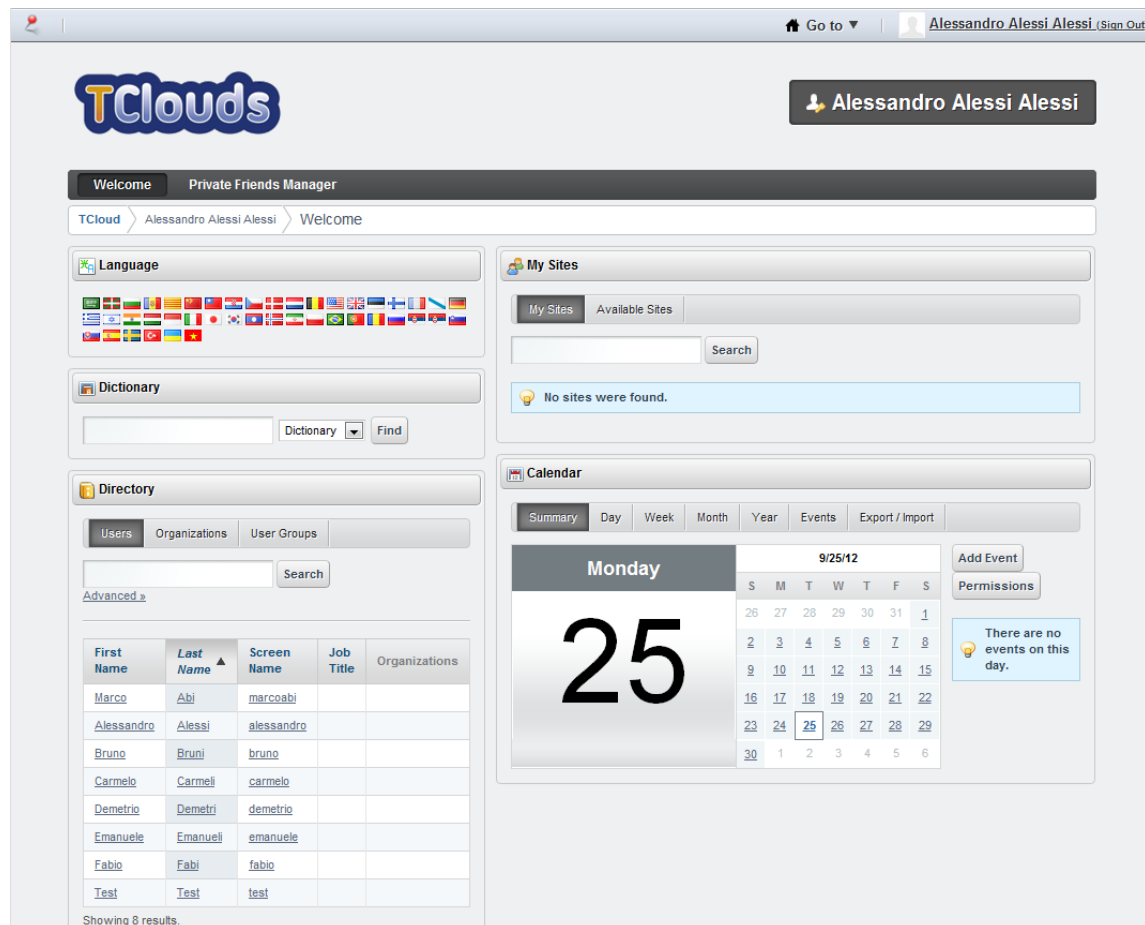 Go to ▼
Alessandro Alessi Alessi (Sign Out
TClouds
Alessandro Alessi Alessi
Welcome Private Friends Manager
TCloud Alessandro Alessi Alessi Welcome
Language
Dictionary
Dictionary Find
Directory
Users Organizations User Groups
Search
Advanced »
First Name Last Name ▲ Screen Name Job Title Organizations
Marco Abi marcoabi
Alessandro Alessi alessandro
Bruno Bruni bruno
Carmelo Carmeli carmelo
Demetrio Demetri demetrio
Emanuele Emanueli emanuele
Fabio Fabi fabio
Test Test test
Showing 8 results.
My Sites
My Sites Available Sites
Search
No sites were found.
Calendar
Summary Day Week Month Year Events Export / Import
Monday
25
9/25/12
S M T W T F S
26 27 28 29 30 31 1
2 3 4 5 6 7 8
9 10 11 12 13 14 15
16 17 18 19 20 21 22
23 24 25 26 27 28 29
30 1 2 3 4 5 6
Add Event
Permissions
There are no
events on this
day.